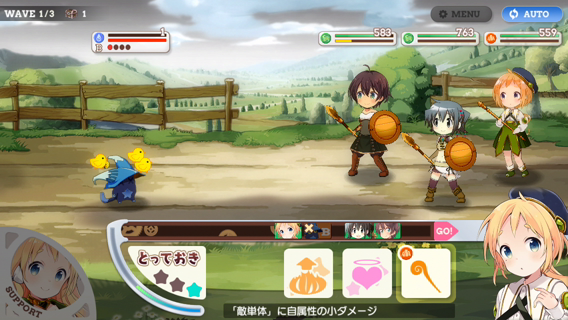 WAVE 1/3 1
MENU
AUTO
1
B
583
763
559
B
GO!
とっておき
SUPPORT
「敵単体」に自属性の小ダメージ